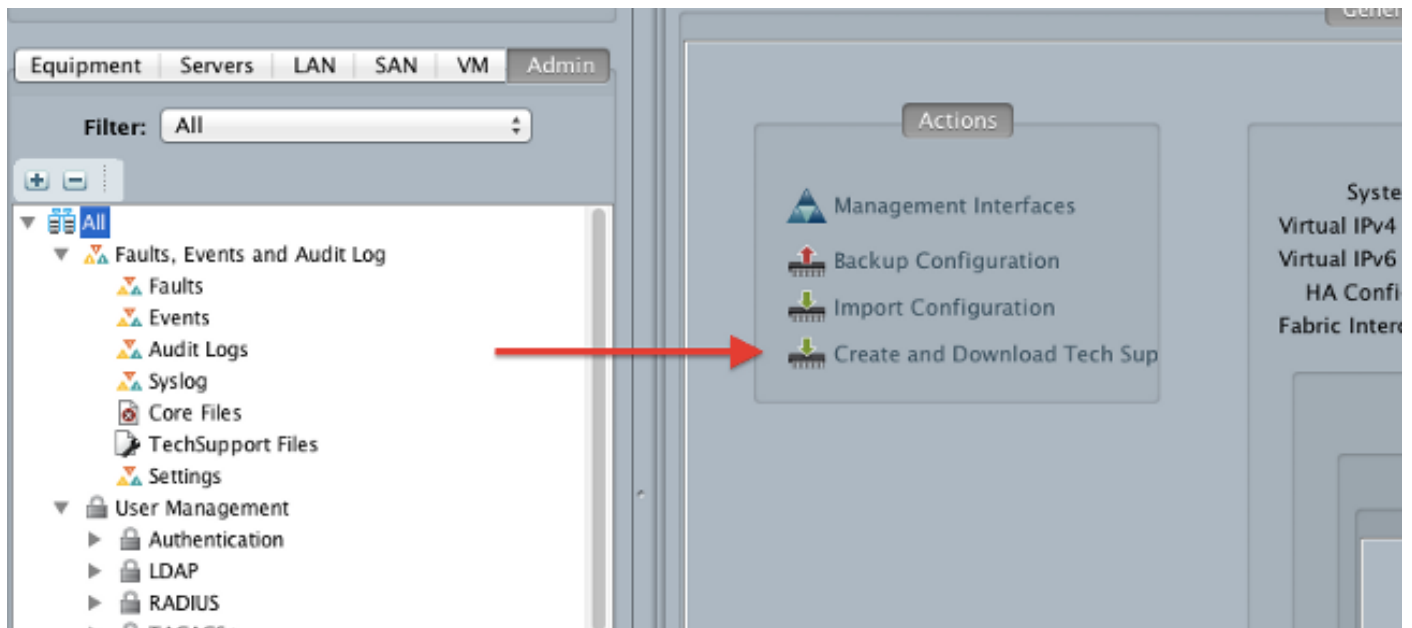 Equipment Servers LAN SAN VM Admin
Filter: All
All
Faults, Events and Audit Log
Faults
Events
Audit Logs
Syslog
Core Files
TechSupport Files
Settings
User Management
Authentication
LDAP
RADIUS
Actions
Management Interfaces
Backup Configuration
Import Configuration
Create and Download Tech Sup
Syste
Virtual IPv4
Virtual IPv6
HA Confi
Fabric Inter